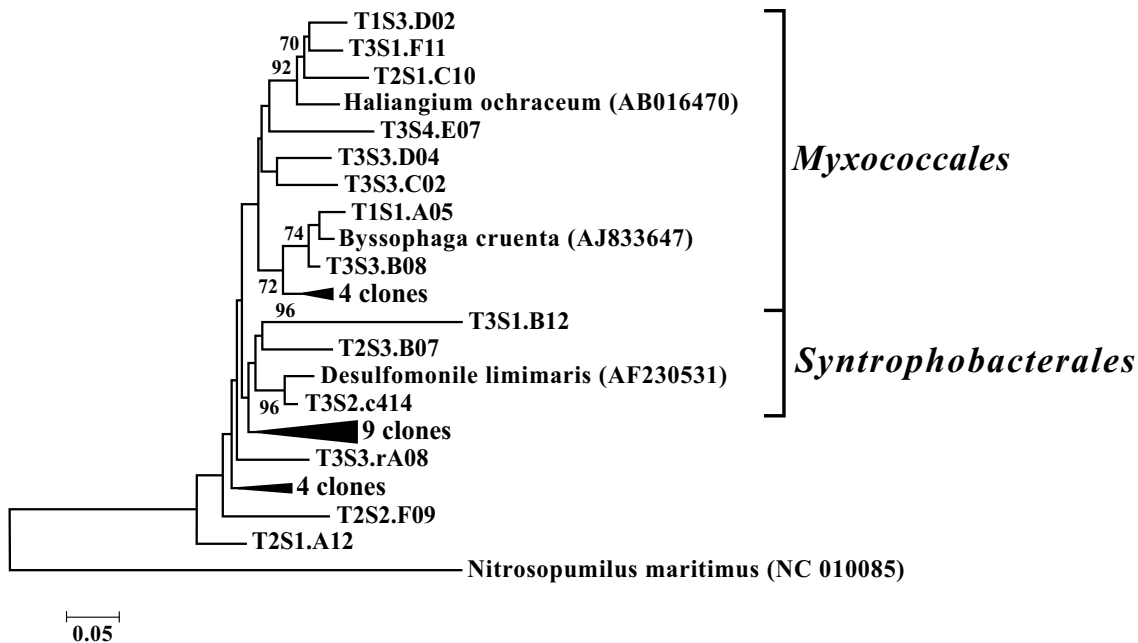 T1S3.D02
70
T3S1.F11
92
T2S1.C10
Haliangium ochraceum (AB016470)
T3S4.E07
T3S3.D04
Myxococcales
T3S3.C02
T1S1.A05
74
Byssophaga cruenta (AJ833647)
T3S3.B08
72
4 clones
96
T3S1.B12
T2S3.B07
Syntrophobacterales
Desulfomonile limimaris (AF230531)
96
T3S2.c414
9 clones
T3S3.rA08
4 clones
T2S2.F09
T2S1.A12
Nitrosopumilus maritimus (NC 010085)
0.05